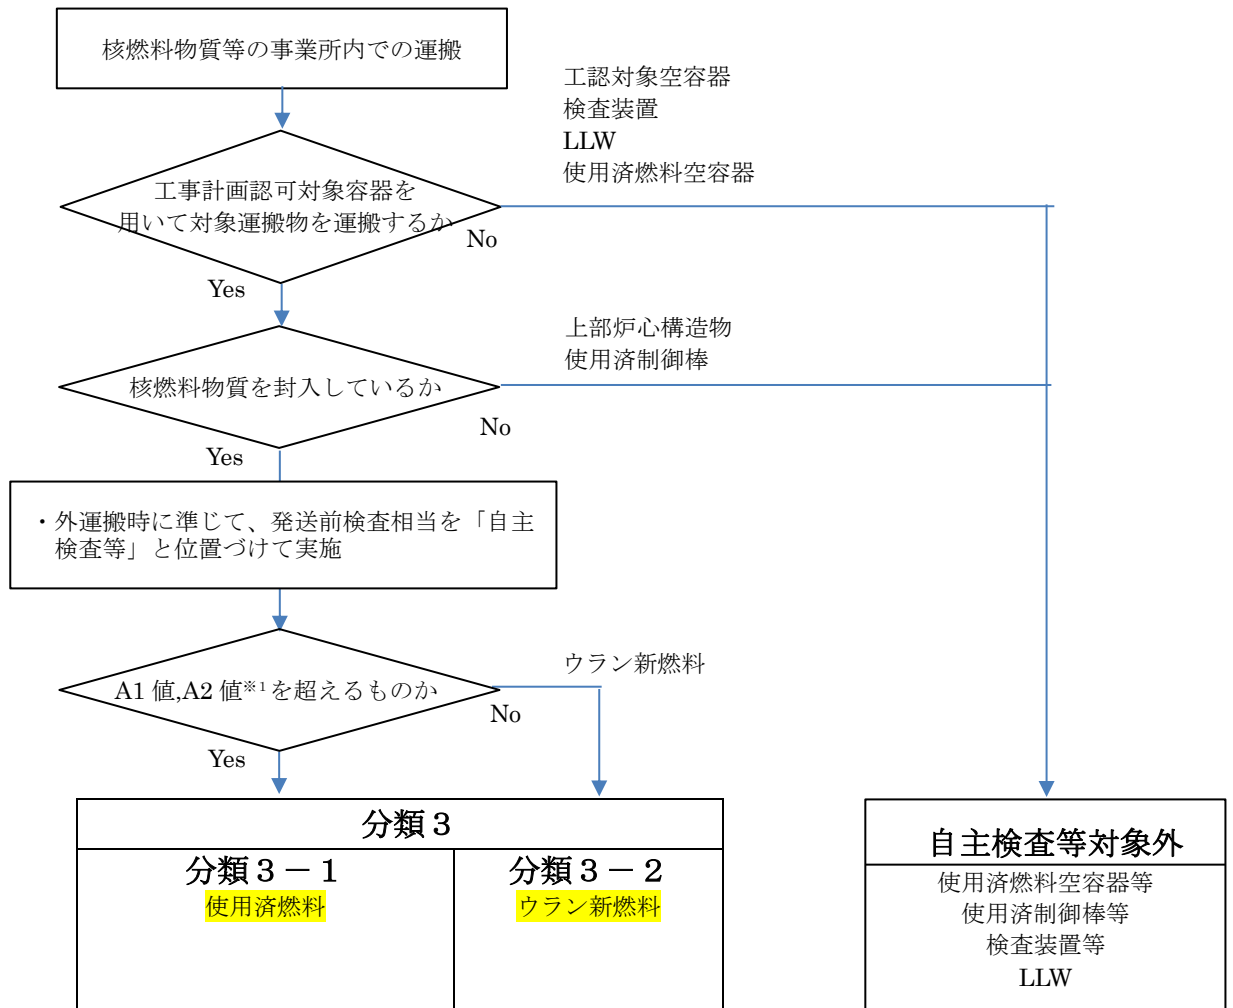 核燃料物質等の事業所内での運搬
工認対象空容器
検査装置
LLW
使用済燃料空容器
工事計画認可対象容器を
用いて対象運搬物を運搬するか
No
Yes
上部炉心構造物
使用済制御棒
核燃料物質を封入しているか
No
Yes
・外運搬時に準じて、発送前検査相当を「自主
検査等」と位置づけて実施
ウラン新燃料
A1 値,A2 値※1を超えるものか
No
Yes
分類３
分類３－１
使用済燃料
分類３－２
ウラン新燃料
自主検査等対象外
使用済燃料空容器等
使用済制御棒等
検査装置等
LLW